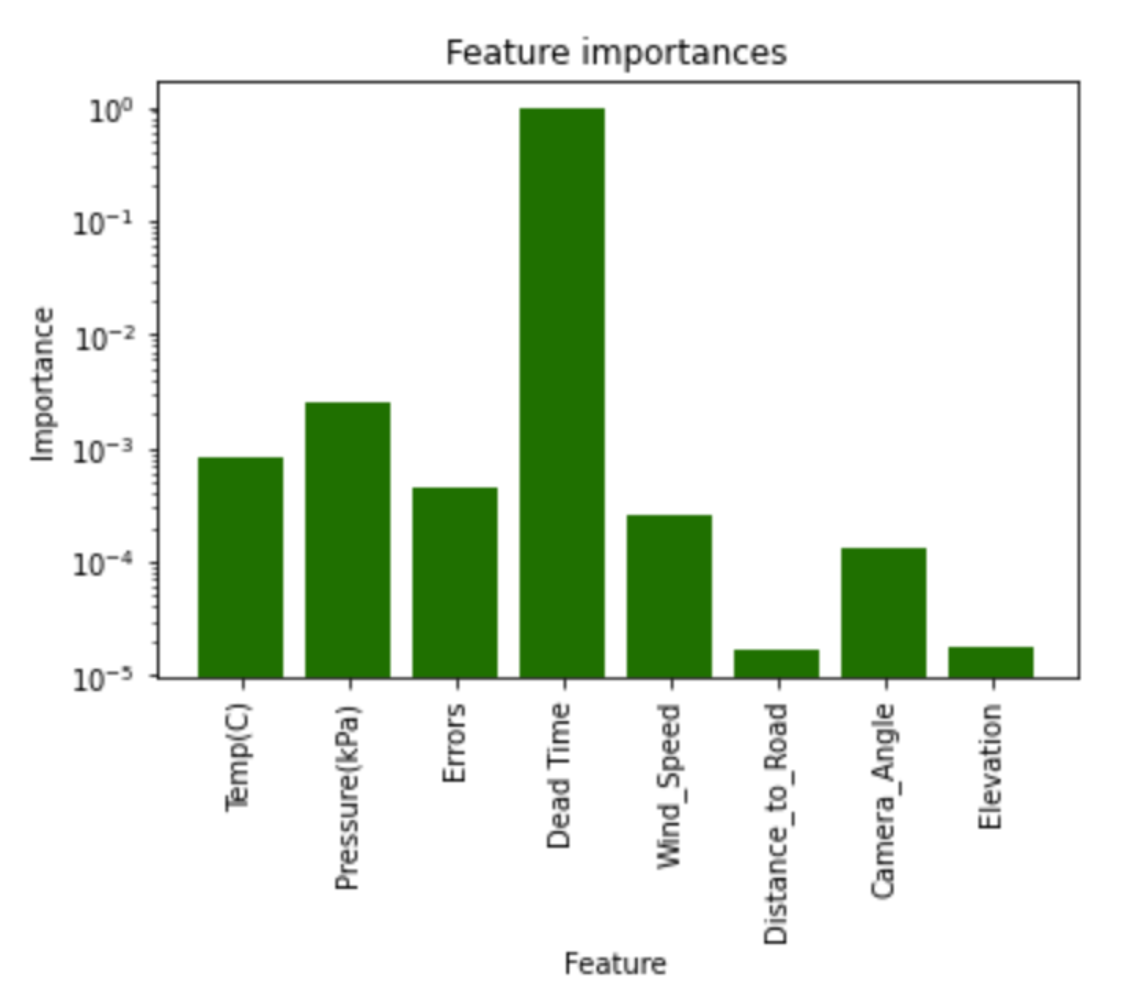 Feature importances
10⁰
10⁻¹
10⁻²
10⁻³
10⁻⁴
10⁻⁵
Importance
Temp(C)
Pressure(kPa)
Errors
Dead Time
Wind_Speed
Distance_to_Road
Camera_Angle
Elevation
Feature